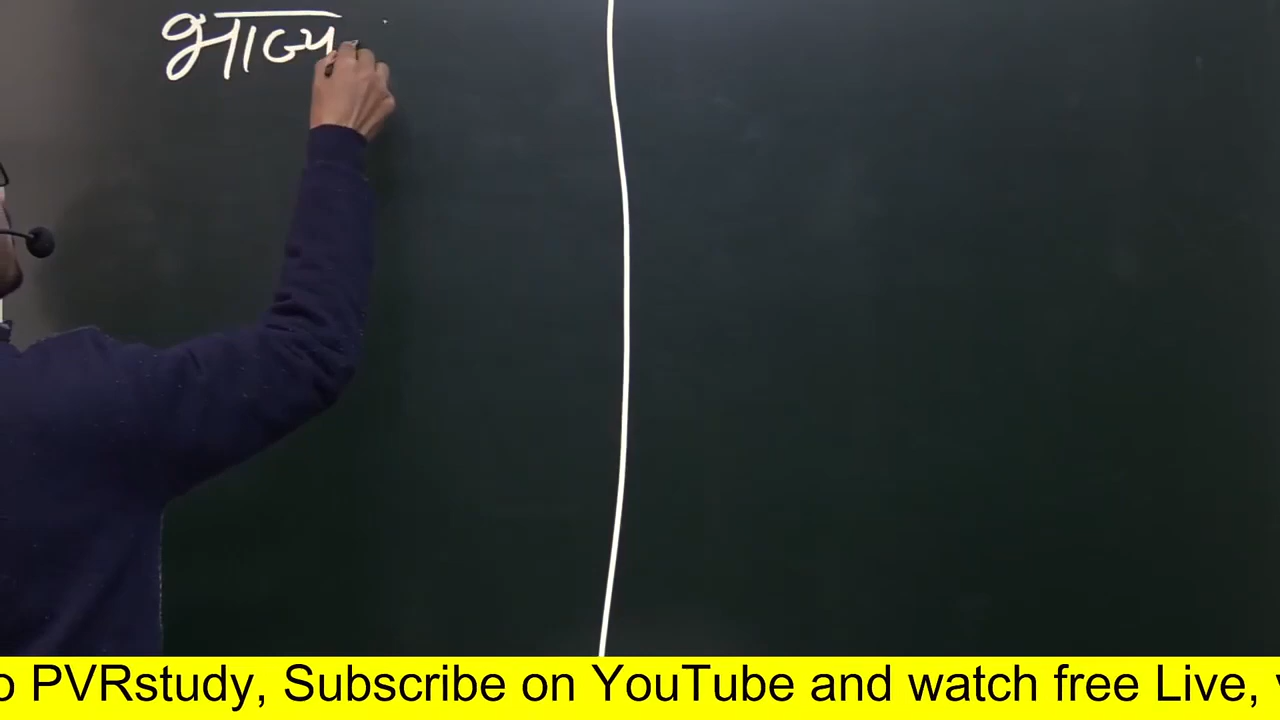 भाज्य
o PVRstudy, Subscribe on YouTube and watch free Live,